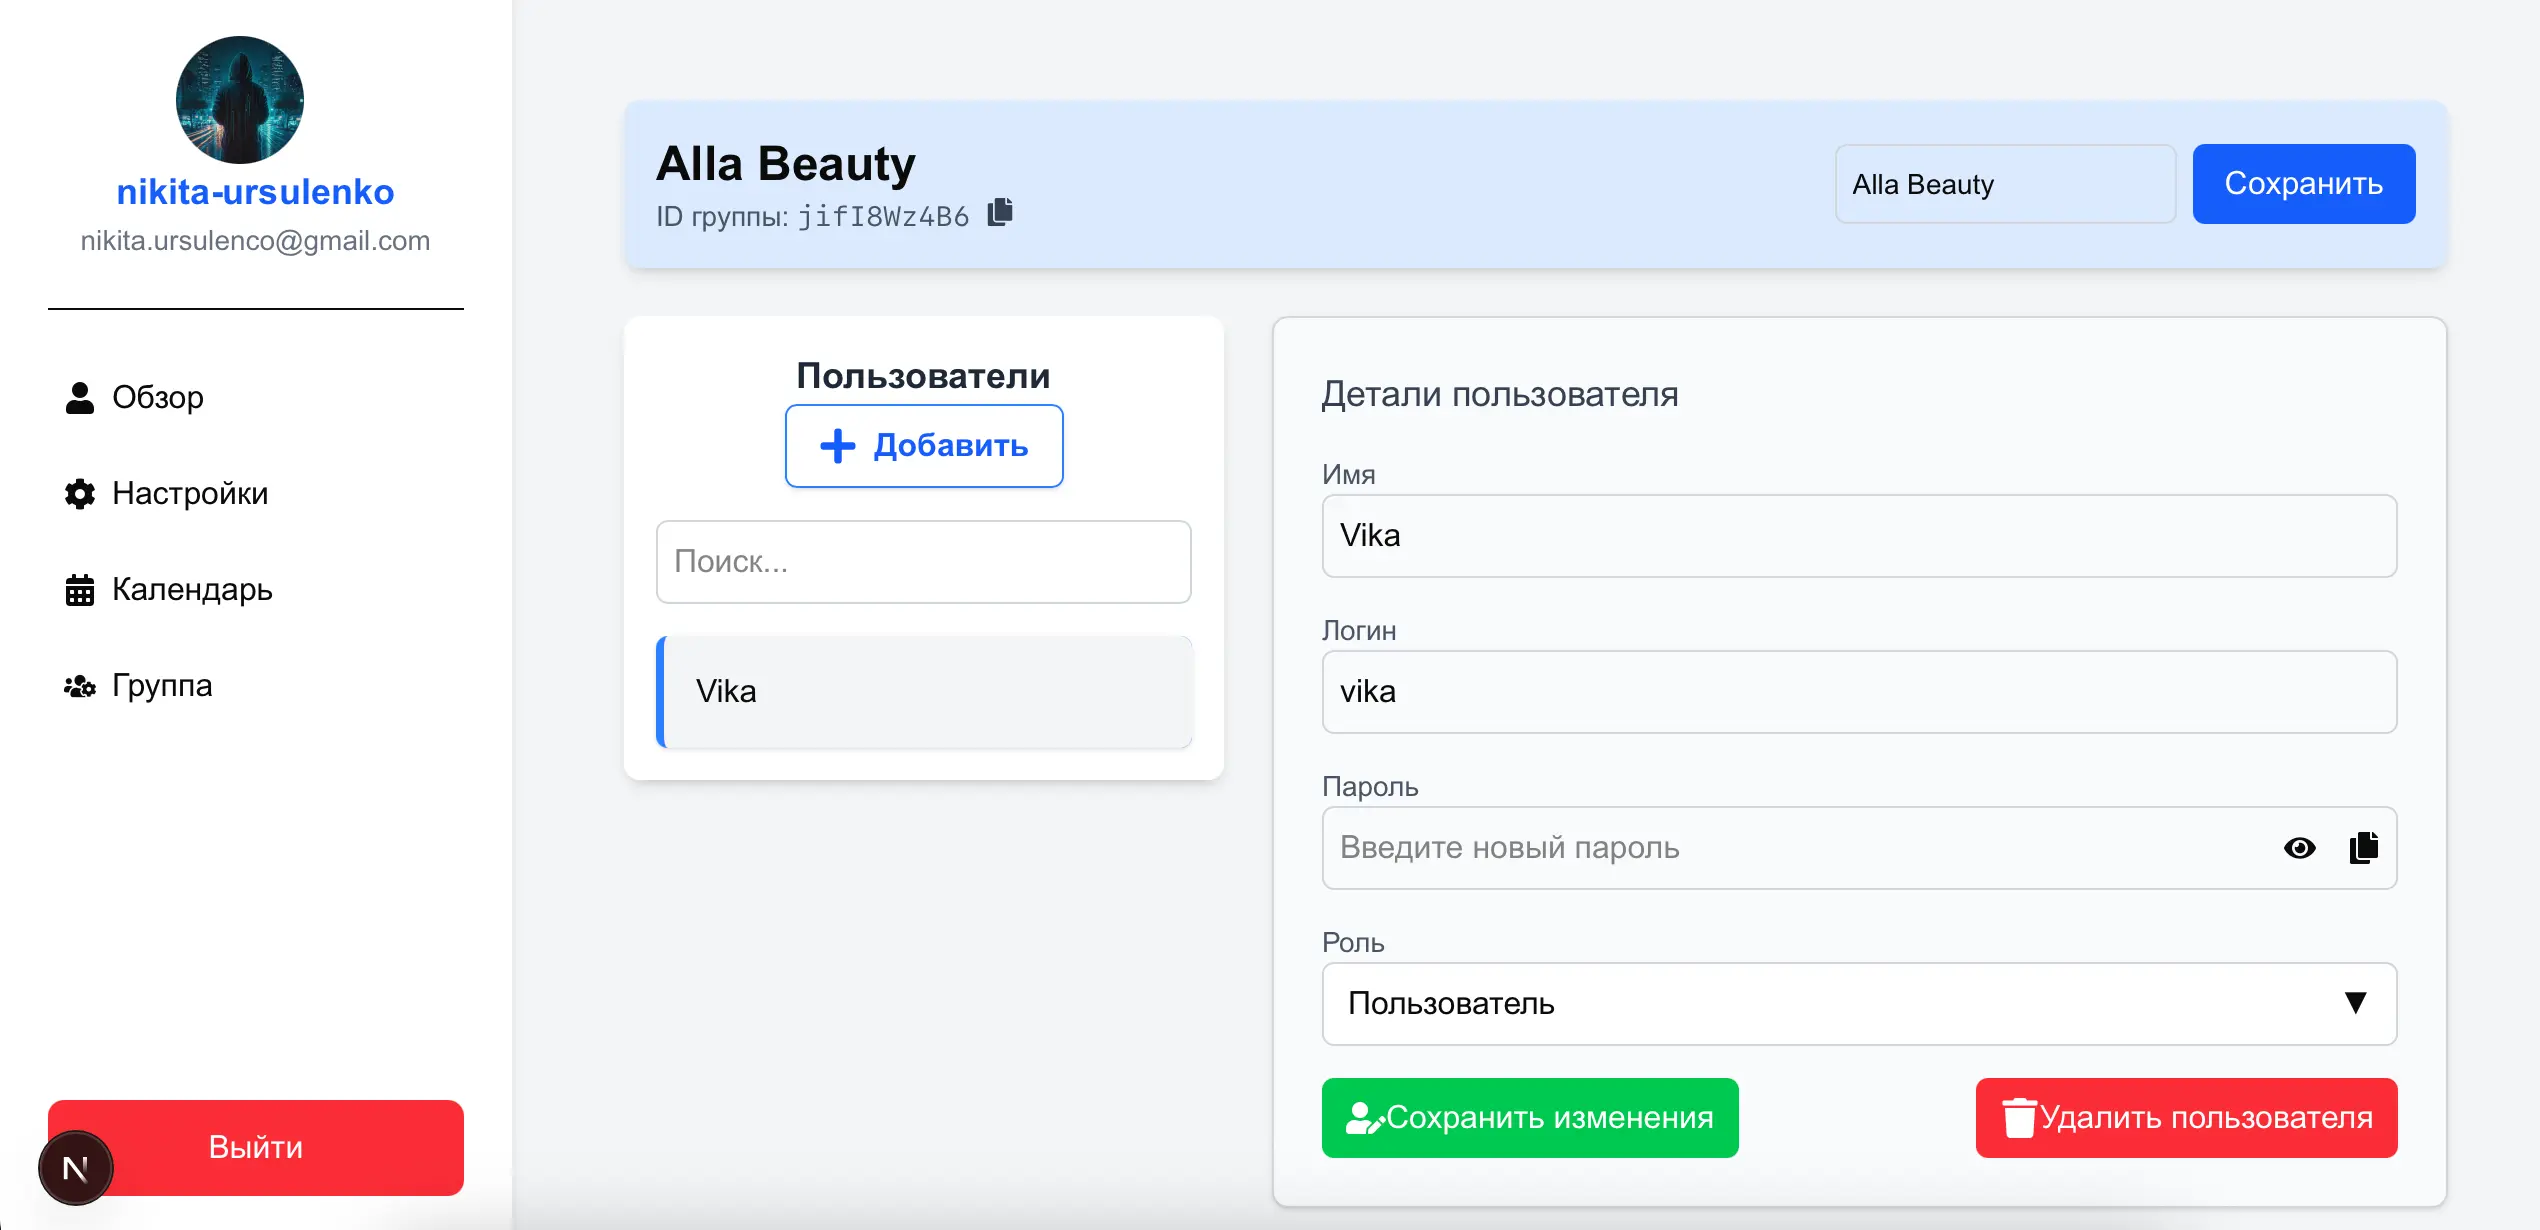 nikita-ursulenko
nikita.ursulenco@gmail.com
Обзор
Настройки
Календарь
Группа
Выйти
N
Alla Beauty
ID группы: jifI8Wz4B6
Alla Beauty
Сохранить
Пользователи
Добавить
Поиск...
Vika
Детали пользователя
Имя
Vika
Логин
vika
Пароль
Введите новый пароль
Роль
Пользователь
Сохранить изменения
Удалить пользователя